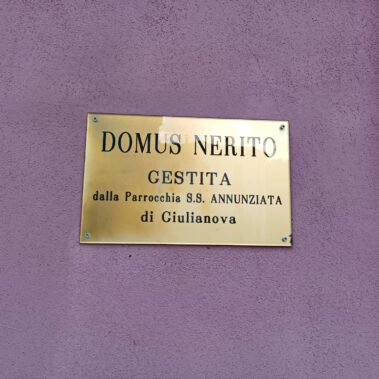 DOMUS NERITO
GESTITA
dalla Parrocchia S.S. ANNUNZIATA
di Giulianova